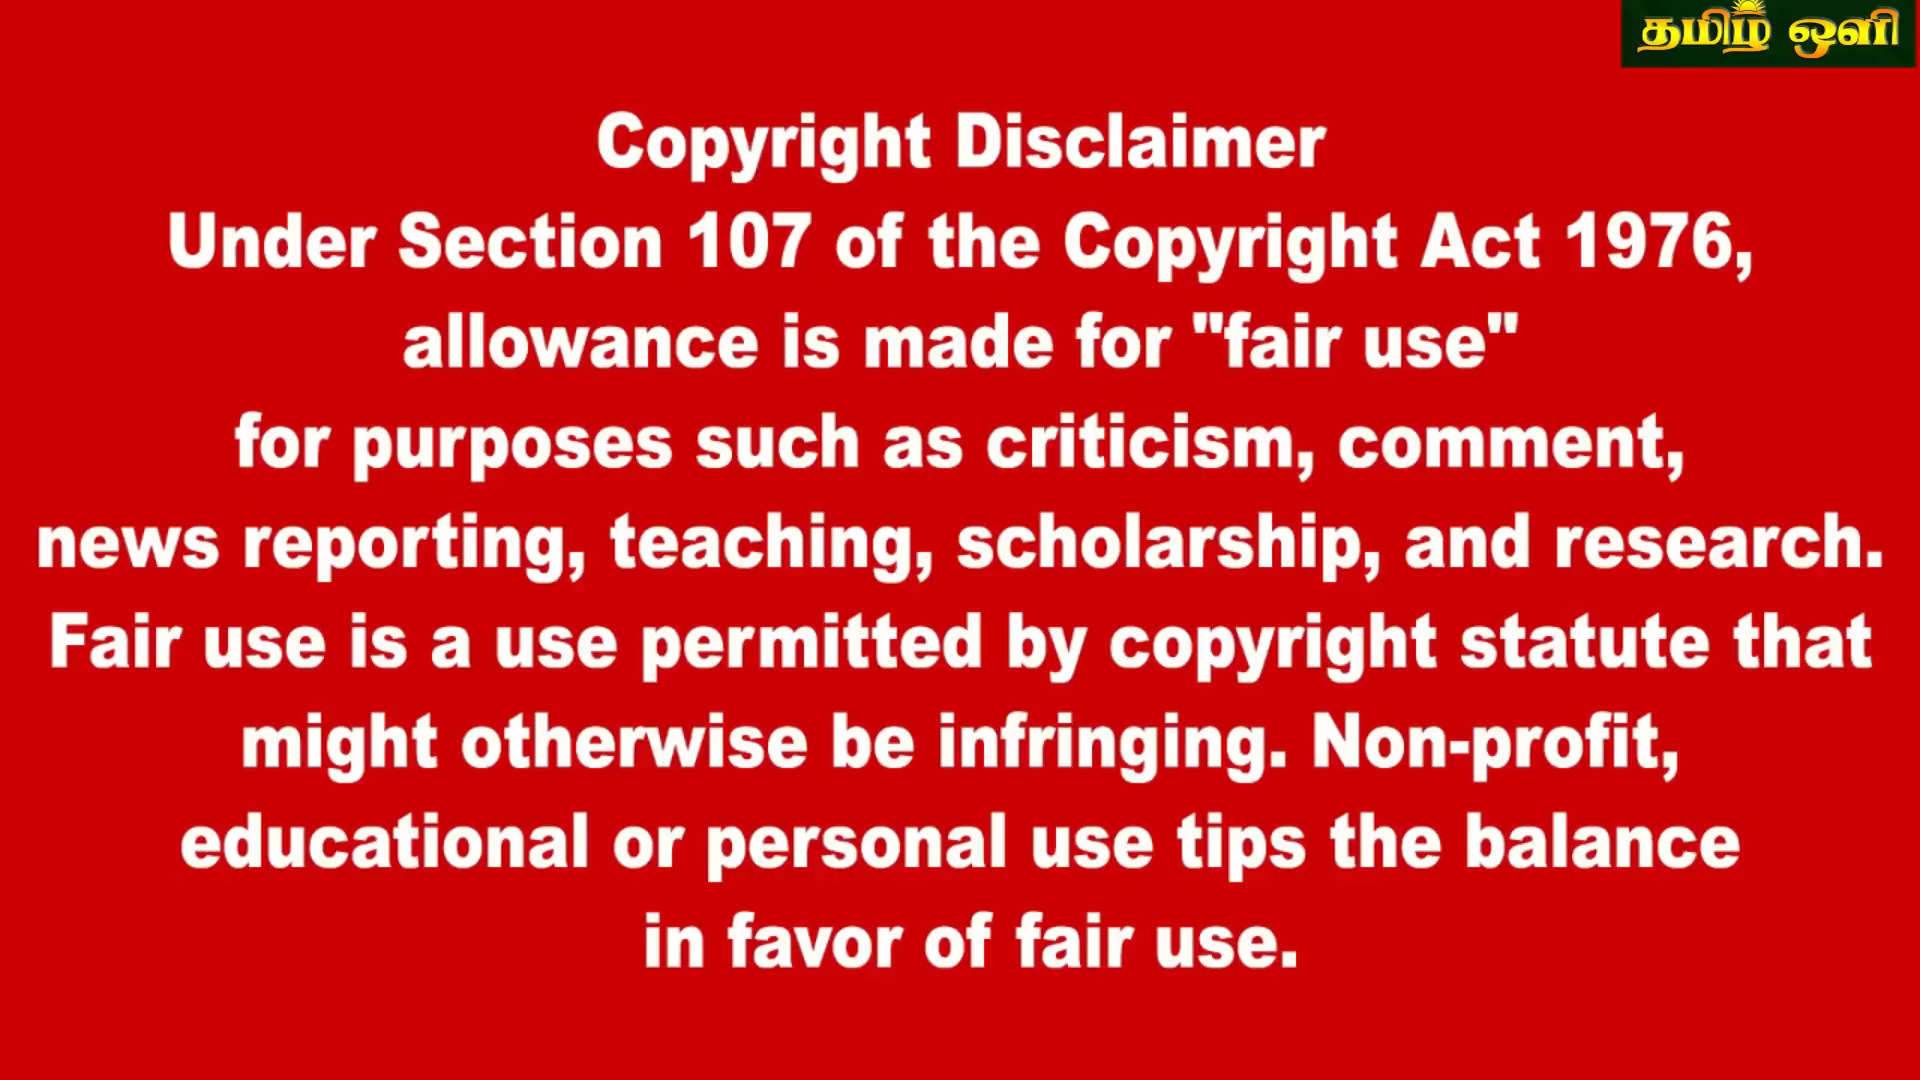 தமிழ் ஒளி
Copyright Disclaimer
Under Section 107 of the Copyright Act 1976,
allowance is made for "fair use"
for purposes such as criticism, comment,
news reporting, teaching, scholarship, and research.
Fair use is a use permitted by copyright statute that
might otherwise be infringing. Non-profit,
educational or personal use tips the balance
in favor of fair use.